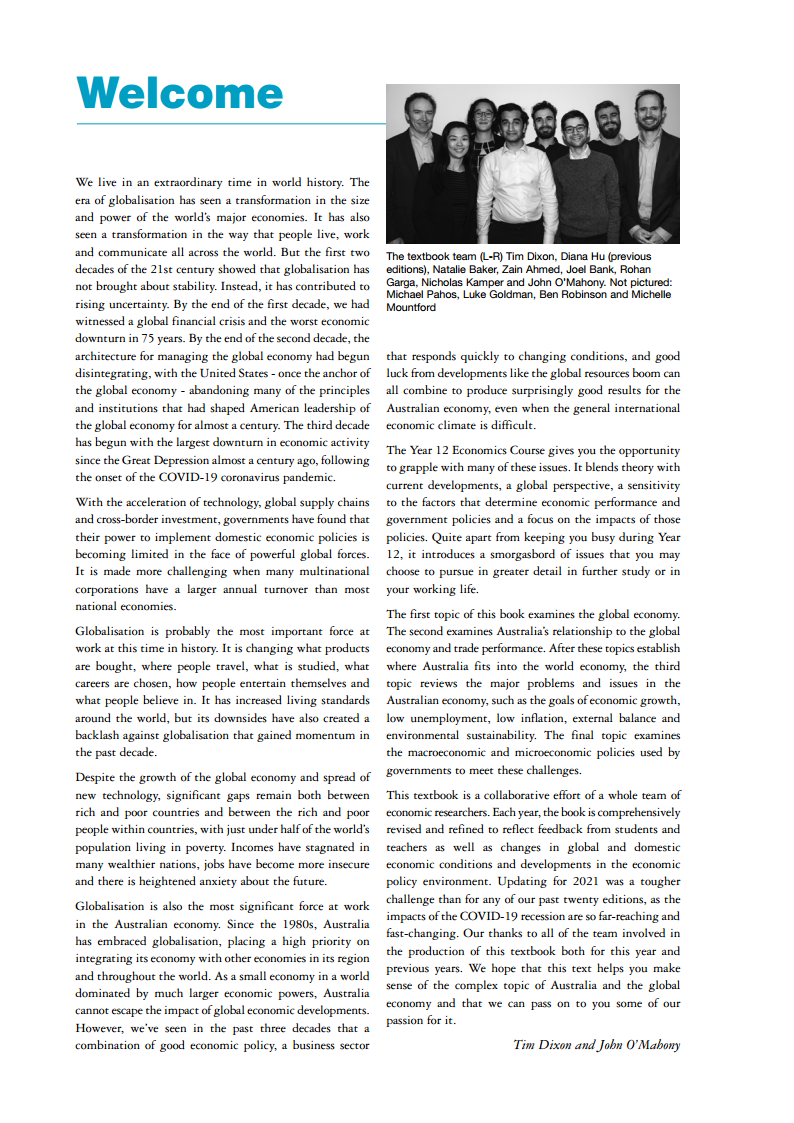 Welcome
We live in an extraordinary time in world history. The
era of globalisation has seen a transformation in the size
and power of the world's major economies. It has also
seen a transformation in the way that people live, work
and communicate all across the world. But the first two
decades of the 21st century showed that globalisation has
not brought about stability. Instead, it has contributed to
rising uncertainty. By the end of the first decade, we had
witnessed a global financial crisis and the worst economic
downturn in 75 years. By the end of the second decade, the
architecture for managing the global economy had begun
disintegrating, with the United States - once the anchor of
the global economy - abandoning many of the principles
and institutions that had shaped American leadership of
the global economy for almost a century. The third decade
has begun with the largest downturn in economic activity
since the Great Depression almost a century ago, following
the onset of the COVID-19 coronavirus pandemic.
With the acceleration of technology, global supply chains
and cross-border investment, governments have found that
their power to implement domestic economic policies is
becoming limited in the face of powerful global forces.
It is made more challenging when many multinational
corporations have a larger annual turnover than most
national economies.
Globalisation is probably the most important force at
work at this time in history. It is changing what products
are bought, where people travel, what is studied, what
careers are chosen, how people entertain themselves and
what people believe in. It has increased living standards
around the world, but its downsides have also created a
backlash against globalisation that gained momentum in
the past decade.
Despite the growth of the global economy and spread of
new technology, significant gaps remain both between
rich and poor countries and between the rich and poor
people within countries, with just under half of the world's
population living in poverty. Incomes have stagnated in
many wealthier nations, jobs have become more insecure
and there is heightened anxiety about the future.
Globalisation is also the most significant force at work
in the Australian economy. Since the 1980s, Australia
has embraced globalisation, placing a high priority on
integrating its economy with other economies in its region
and throughout the world. As a small economy in a world
dominated by much larger economic powers, Australia
cannot escape the impact of global economic developments.
However, we've seen in the past three decades that a
combination of good economic policy, a business sector
The textbook team (L-R) Tim Dixon, Diana Hu (previous
editions), Natalie Baker, Zain Ahmed, Joel Bank, Rohan
Garga, Nicholas Kamper and John O'Mahony. Not pictured:
Michael Pahos, Luke Goldman, Ben Robinson and Michelle
Mountford
that responds quickly to changing conditions, and good
luck from developments like the global resources boom can
all combine to produce surprisingly good results for the
Australian economy, even when the general international
economic climate is difficult.
The Year 12 Economics Course gives you the opportunity
to grapple with many of these issues. It blends theory with
current developments, a global perspective, a sensitivity
to the factors that determine economic performance and
government policies and a focus on the impacts of those
policies. Quite apart from keeping you busy during Year
12, it introduces a smorgasbord of issues that you may
choose to pursue in greater detail in further study or in
your working life.
The first topic of this book examines the global economy.
The second examines Australia's relationship to the global
economy and trade performance. After these topics establish
where Australia fits into the world economy, the third
topic reviews the major problems and issues in the
Australian economy, such as the goals of economic growth,
low unemployment, low inflation, external balance and
environmental sustainability. The final topic examines
the macroeconomic and microeconomic policies used by
governments to meet these challenges.
This textbook is a collaborative effort of a whole team of
economic researchers. Each year, the book is comprehensively
revised and refined to reflect feedback from students and
teachers as well as changes in global and domestic
economic conditions and developments in the economic
policy environment. Updating for 2021 was a tougher
challenge than for any of our past twenty editions, as the
impacts of the COVID-19 recession are so far-reaching and
fast-changing. Our thanks to all of the team involved in
the production of this textbook both for this year and
previous years. We hope that this text helps you make
sense of the complex topic of Australia and the global
economy and that we can pass on to you some of our
passion for it.
Tim Dixon and John O'Mahony